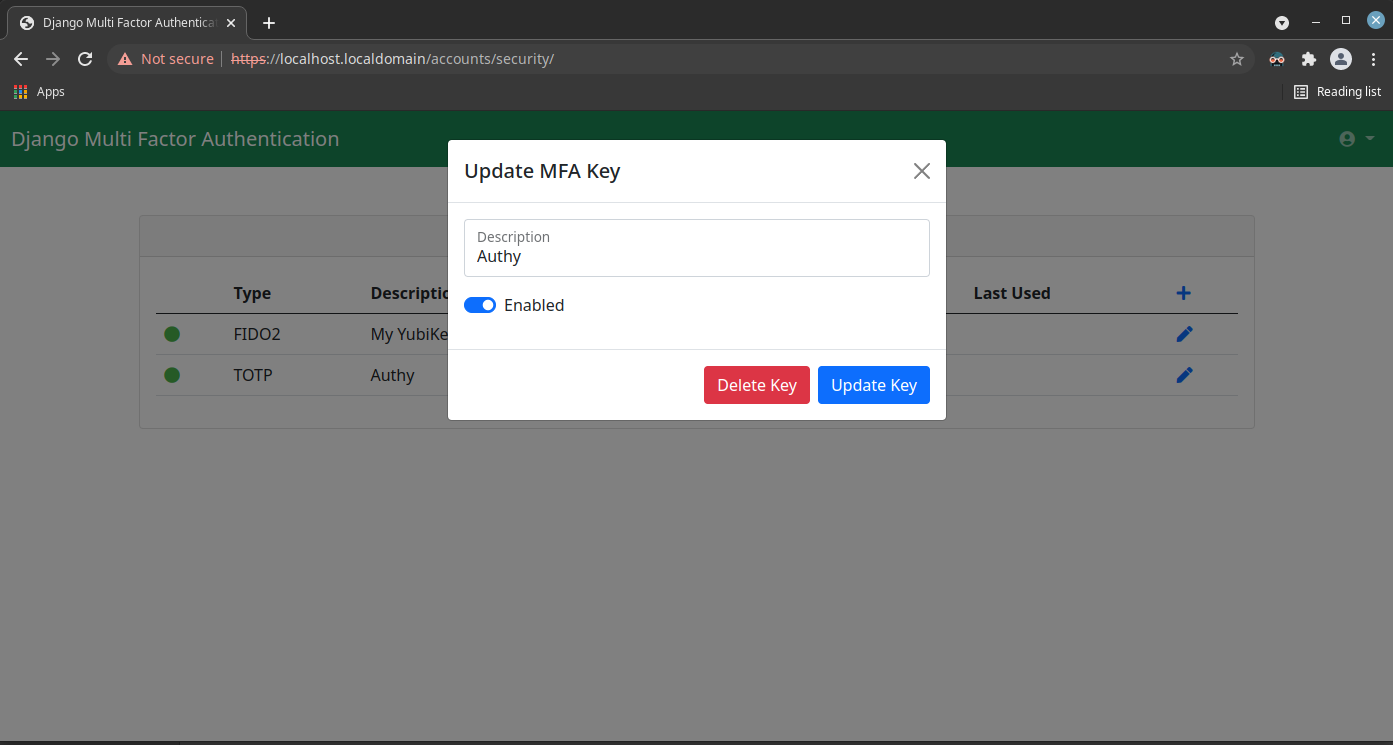 Django Multi Factor Authentica
Not secure https://localhost.localdomain/accounts/security/
Apps
Reading list
Django Multi Factor Authentication
Update MFA Key
Description
Authy
Enabled
Delete Key Update Key
Type Descriptio Last Used
FIDO2 My YubiKe
TOTP Authy